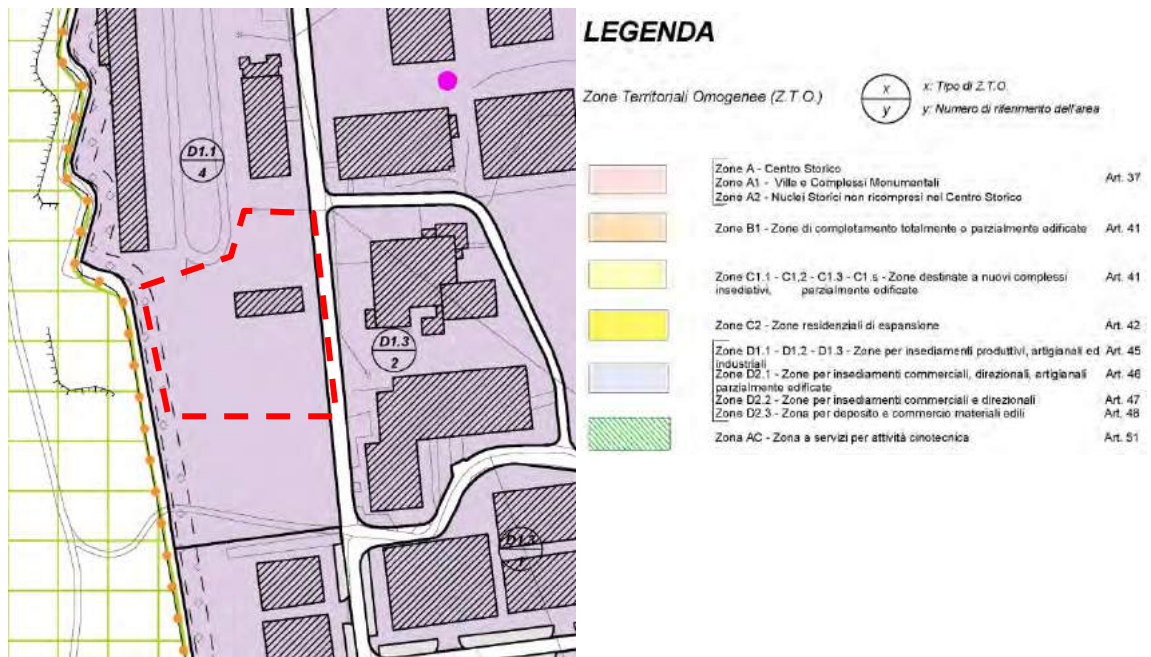 D1.1
4
D1.3
2
D1.3
1
LEGENDA
Zone Territoriali Omogenee (Z.T.O.)
x
y
x: Tipo di Z.T.O.
y: Numero di riferimento dell'area
Zone A - Centro Storico
Zone A1 - Ville e Complessi Monumentali
Zone A2 - Nuclei Storici non ricompresi nel Centro Storico
Art. 37
Zone B1 - Zone di completamento totalmente o parzialmente edificate Art. 41
Zone C1.1 - C1.2 - C1.3 - C1.s - Zone destinate a nuovi complessi Art. 41
insediativi, parzialmente edificate
Zone C2 - Zone residenziali di espansione Art. 42
Zone D1.1 - D1.2 - D1.3 - Zone per insediamenti produttivi, artigianali ed Art. 45
industriali
Zone D2.1 - Zone per insediamenti commerciali, direzionali, artigianali Art. 46
parzialmente edificate
Zone D2.2 - Zone per insediamenti commerciali e direzionali Art. 47
Zone D2.3 - Zona per deposito e commercio materiali edili Art. 48
Zona AC - Zona a servizi per attività cinotecnica Art. 51